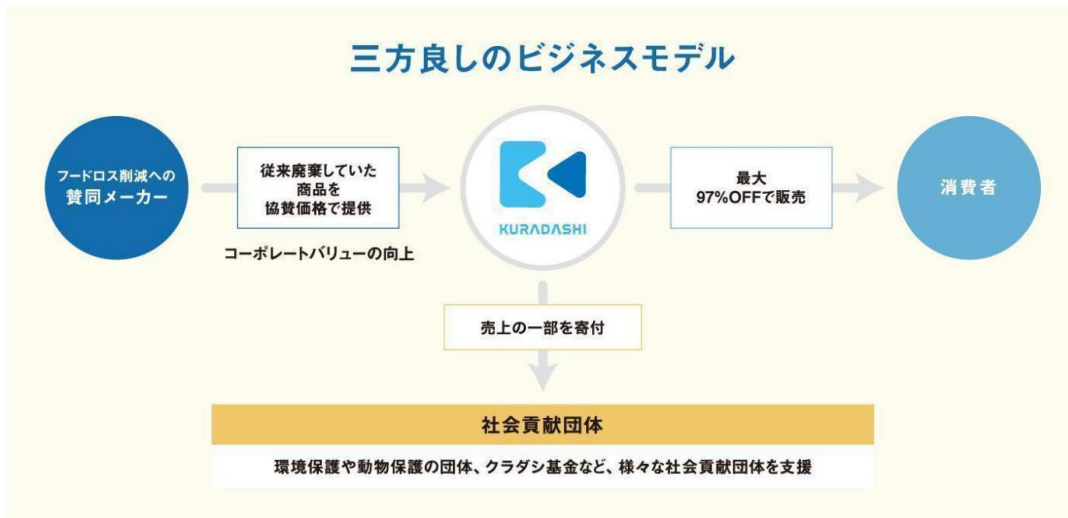 三方良しのビジネスモデル
フードロス削減への
賛同メーカー
従来廃棄していた
商品を
協賛価格で提供
コーポレートバリューの向上
KURADASHI
最大
97%OFFで販売
消費者
売上の一部を寄付
社会貢献団体
環境保護や動物保護の団体、クラダシ基金など、様々な社会貢献団体を支援